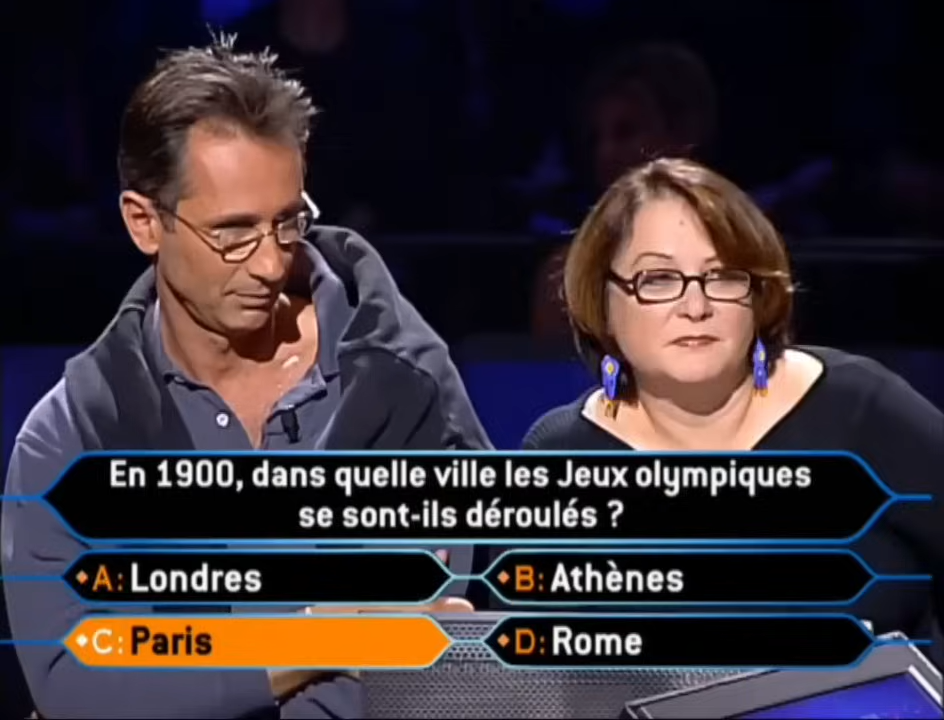 En 1900, dans quelle ville les Jeux olympiques
se sont-ils déroulés ?
A: Londres
B: Athènes
C: Paris
D: Rome